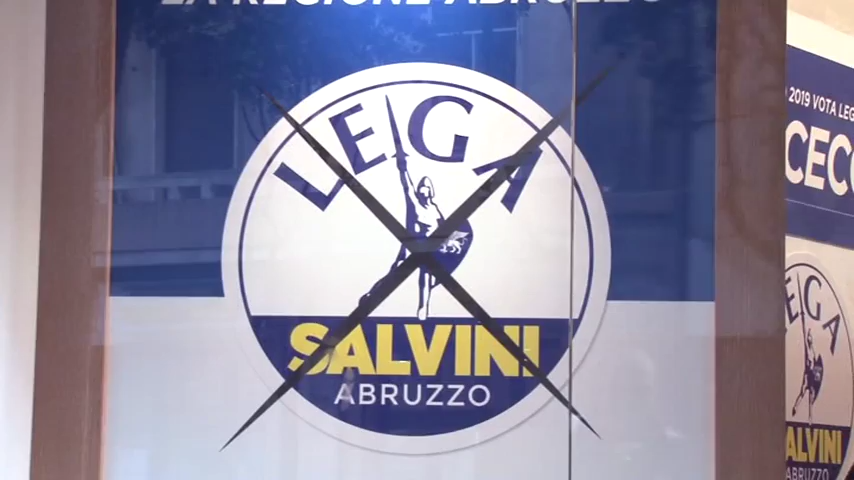 LA REGIONE ABRUZZO
LEGA
SALVINI
ABRUZZO
2019 VOTA LEG
CECC
LEGA
SALVINI
ABRUZZO